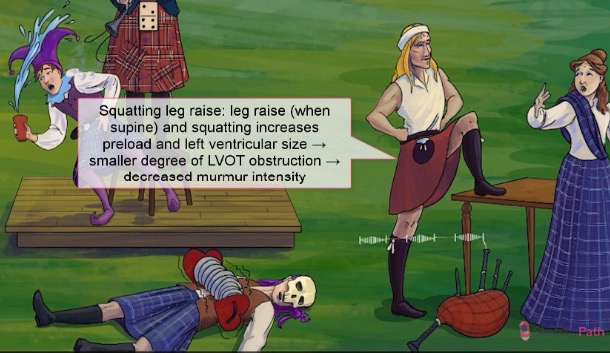 Squatting leg raise: leg raise (when
supine) and squatting increases
preload and left ventricular size →
smaller degree of LVOT obstruction →
decreased murmur intensity
Path